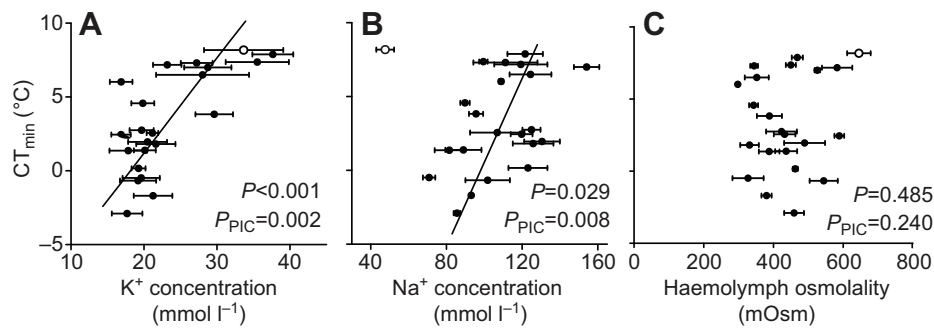 A
B
C
CTmin (°C)
10
5
0
–5
P<0.001
PPIC=0.002
P=0.029
PPIC=0.008
P=0.485
PPIC=0.240
10 20 30 40
40 80 120 160
0 200 400 600 800
K+ concentration
(mmol l–1)
Na+ concentration
(mmol l–1)
Haemolymph osmolality
(mOsm)